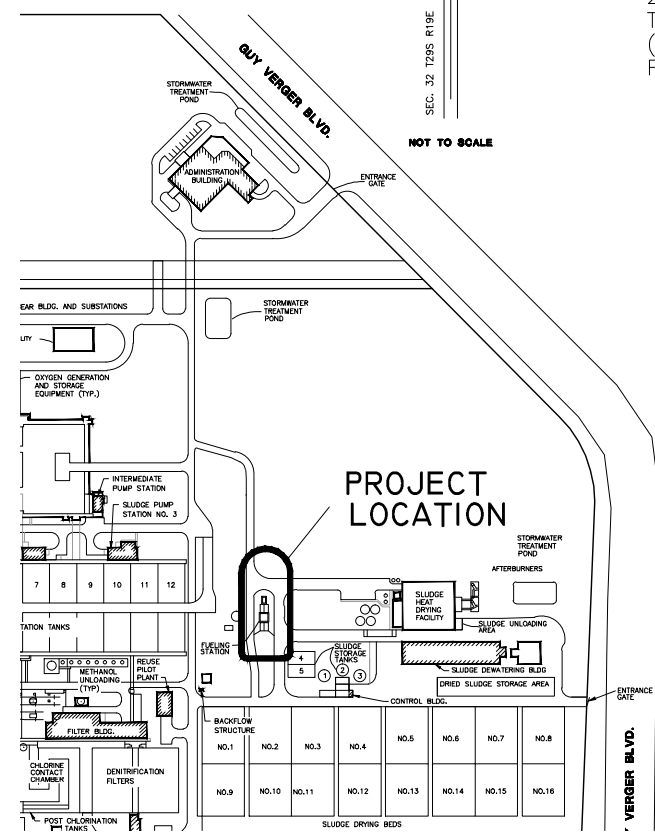 SEC. 32 T29S R19E
GUY VERGER BLVD.
STORMWATER
TREATMENT
POND
NOT TO SCALE
ADMINISTRATION
BUILDING
ENTRANCE
GATE
EAR BLDG. AND SUBSTATIONS
STORMWATER
TREATMENT
POND
LITY
OXYGEN GENERATION
AND STORAGE
EQUIPMENT (TYP.)
PROJECT
LOCATION
INTERMEDIATE
PUMP STATION
SLUDGE PUMP
STATION NO. 3
STORMWATER
TREATMENT
POND
AFTERBURNERS
7 8 9 10 11 12
SLUDGE
HEAT
DRYING
FACILITY
SLUDGE UNLOADING
AREA
TATION TANKS
FUELING
STATION
4
5
SLUDGE
STORAGE
TANKS
1 2 3
SLUDGE DEWATERING BLDG
DRIED SLUDGE STORAGE AREA
METHANOL
UNLOADING
(TYP)
REUSE
PILOT
PLANT
CONTROL BLDG.
ENTRANCE
GATE
BACKFLOW
STRUCTURE
FILTER BLDG.
NO.1 NO.2 NO.3 NO.4 NO.5 NO.6 NO.7 NO.8
CHLORINE
CONTACT
CHAMBER
DENITRIFICATION
FILTERS
NO.9 NO.10 NO.11 NO.12 NO.13 NO.14 NO.15 NO.16
POST CHLORINATION
TANKS
SLUDGE DRYING BEDS
VERGER BLVD.